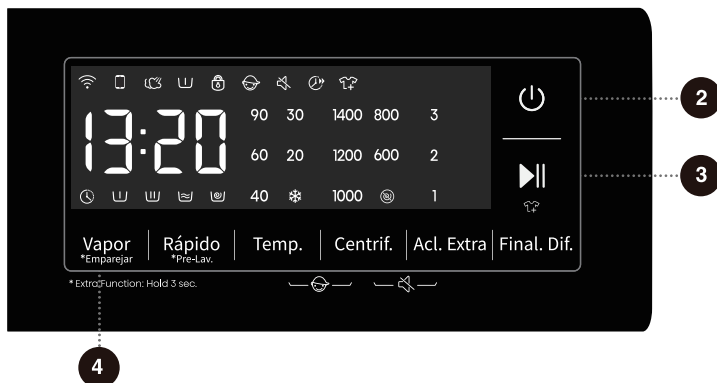 13:20
90 30 1400 800 3
60 20 1200 600 2
40 1000 1
Vapor Rápido Temp. Centrif. Acl. Extra Final. Dif.
*Emparejar *Pre-Lav.
* Extra Function: Hold 3 sec.
2
3
4